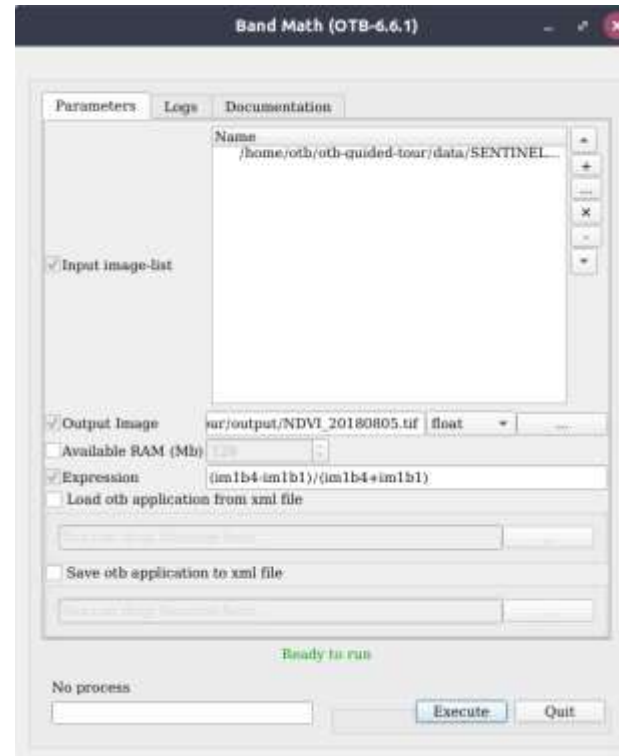 Band Math (OTB-6.6.1)
Parameters Logs Documentation
Name
/home/otb/otb-guided-tour/data/SENTINEL...
+
...
×
-
Input image-list
Output Image ur/output/NDVI_20180805.tif float ...
Available RAM (Mb) 128
Expression (im1b4-im1b1)/(im1b4+im1b1)
Load otb application from xml file
Save otb application to xml file
Ready to run
No process
Execute Quit